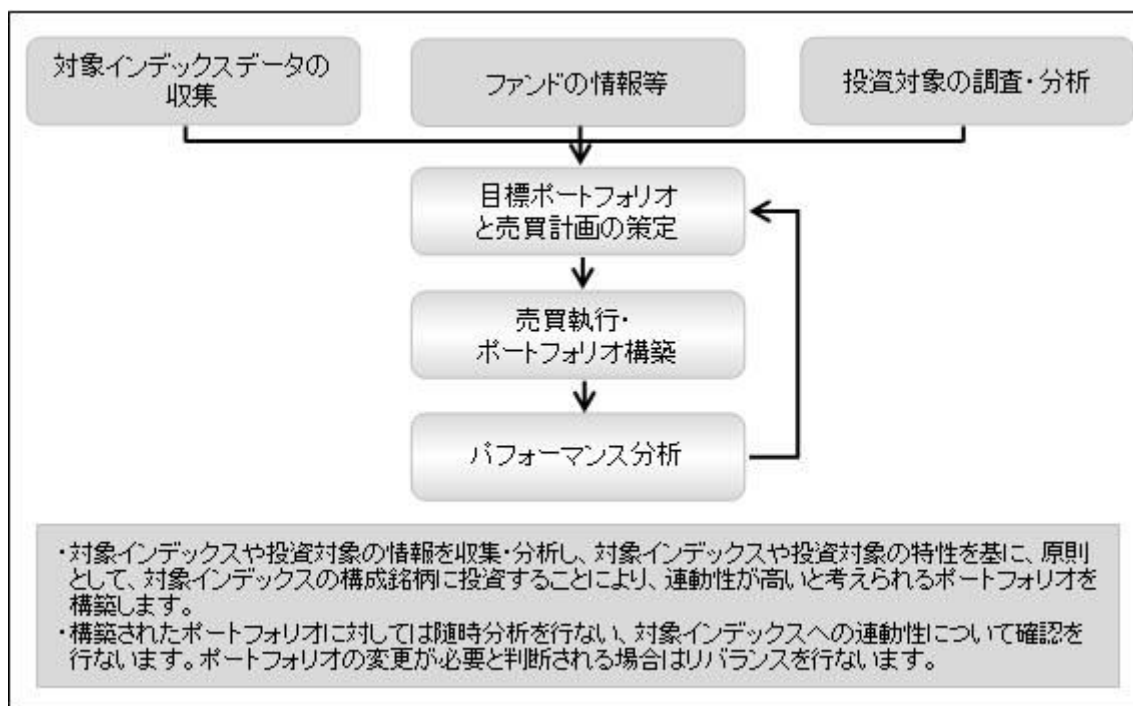 対象インデックスデータの
収集
ファンドの情報等
投資対象の調査・分析
目標ポートフォリオ
と売買計画の策定
売買執行・
ポートフォリオ構築
パフォーマンス分析
・対象インデックスや投資対象の情報を収集・分析し、対象インデックスや投資対象の特性を基に、原則
として、対象インデックスの構成銘柄に投資することにより、連動性が高いと考えられるポートフォリオを
構築します。
・構築されたポートフォリオに対しては随時分析を行ない、対象インデックスへの連動性について確認を
行ないます。ポートフォリオの変更が必要と判断される場合はリバランスを行ないます。